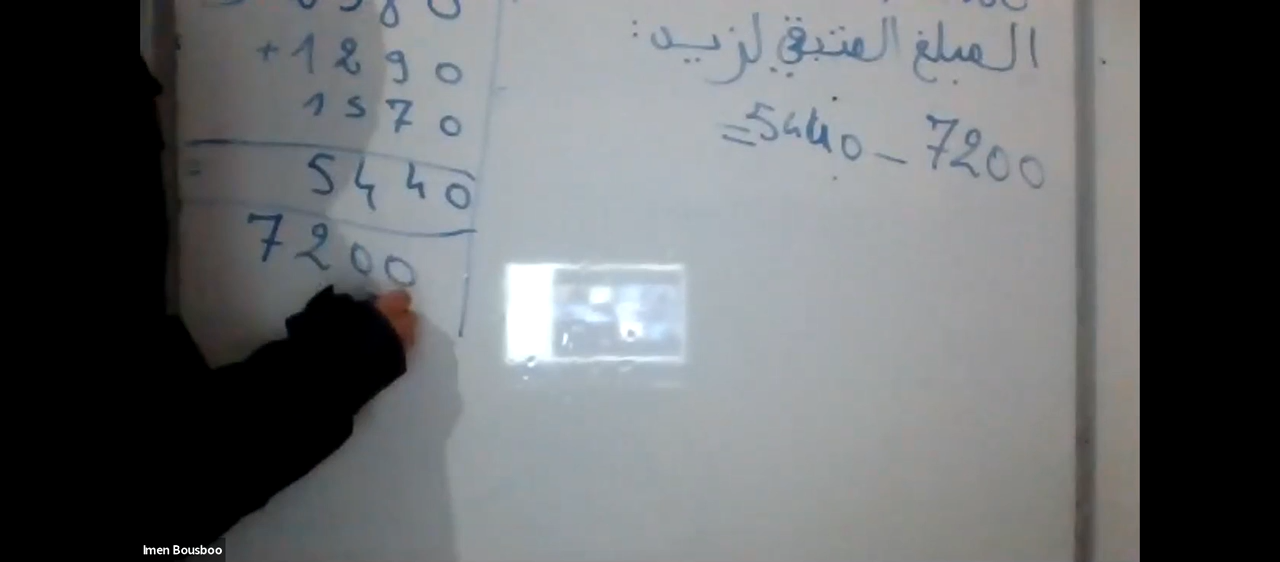 +1290
1570
= 5440
7200
المبلغ المتبقي لزيد:
7200 - 5440 =
Imen Bousboo